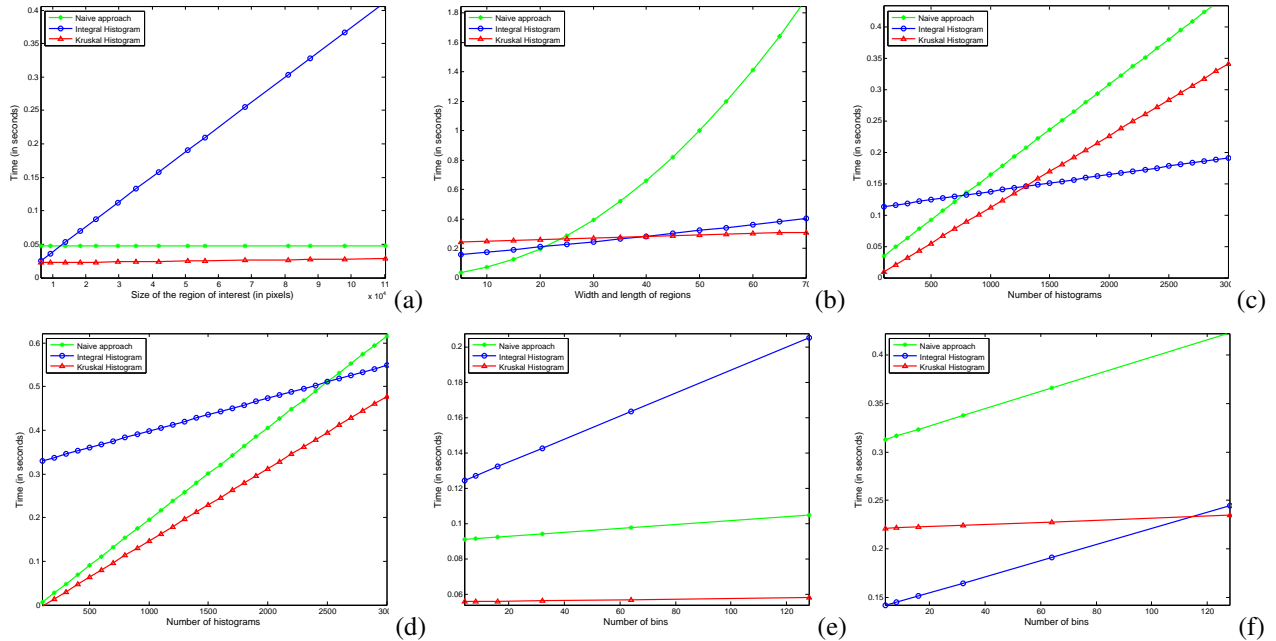 Naive approach
Integral Histogram
Kruskal Histogram
Time (in seconds)
0.4
0.35
0.3
0.25
0.2
0.15
0.1
0.05
0
1 2 3 4 5 6 7 8 9 10 11
x 10⁴
Size of the region of interest (in pixels)
(a)
Naive approach
Integral Histogram
Kruskal Histogram
Time (in seconds)
1.8
1.6
1.4
1.2
1
0.8
0.6
0.4
0.2
0
10 20 30 40 50 60 70
Width and length of regions
(b)
Naive approach
Integral Histogram
Kruskal Histogram
Time (in seconds)
0.4
0.35
0.3
0.25
0.2
0.15
0.1
0.05
0
500 1000 1500 2000 2500 3000
Number of histograms
(c)
Naive approach
Integral Histogram
Kruskal Histogram
Time (in seconds)
0.6
0.5
0.4
0.3
0.2
0.1
0
500 1000 1500 2000 2500 3000
Number of histograms
(d)
Naive approach
Integral Histogram
Kruskal Histogram
Time (in seconds)
0.2
0.18
0.16
0.14
0.12
0.1
0.08
0.06
20 40 60 80 100 120
Number of bins
(e)
Naive approach
Integral Histogram
Kruskal Histogram
Time (in seconds)
0.4
0.35
0.3
0.25
0.2
0.15
20 40 60 80 100 120
Number of bins
(f)